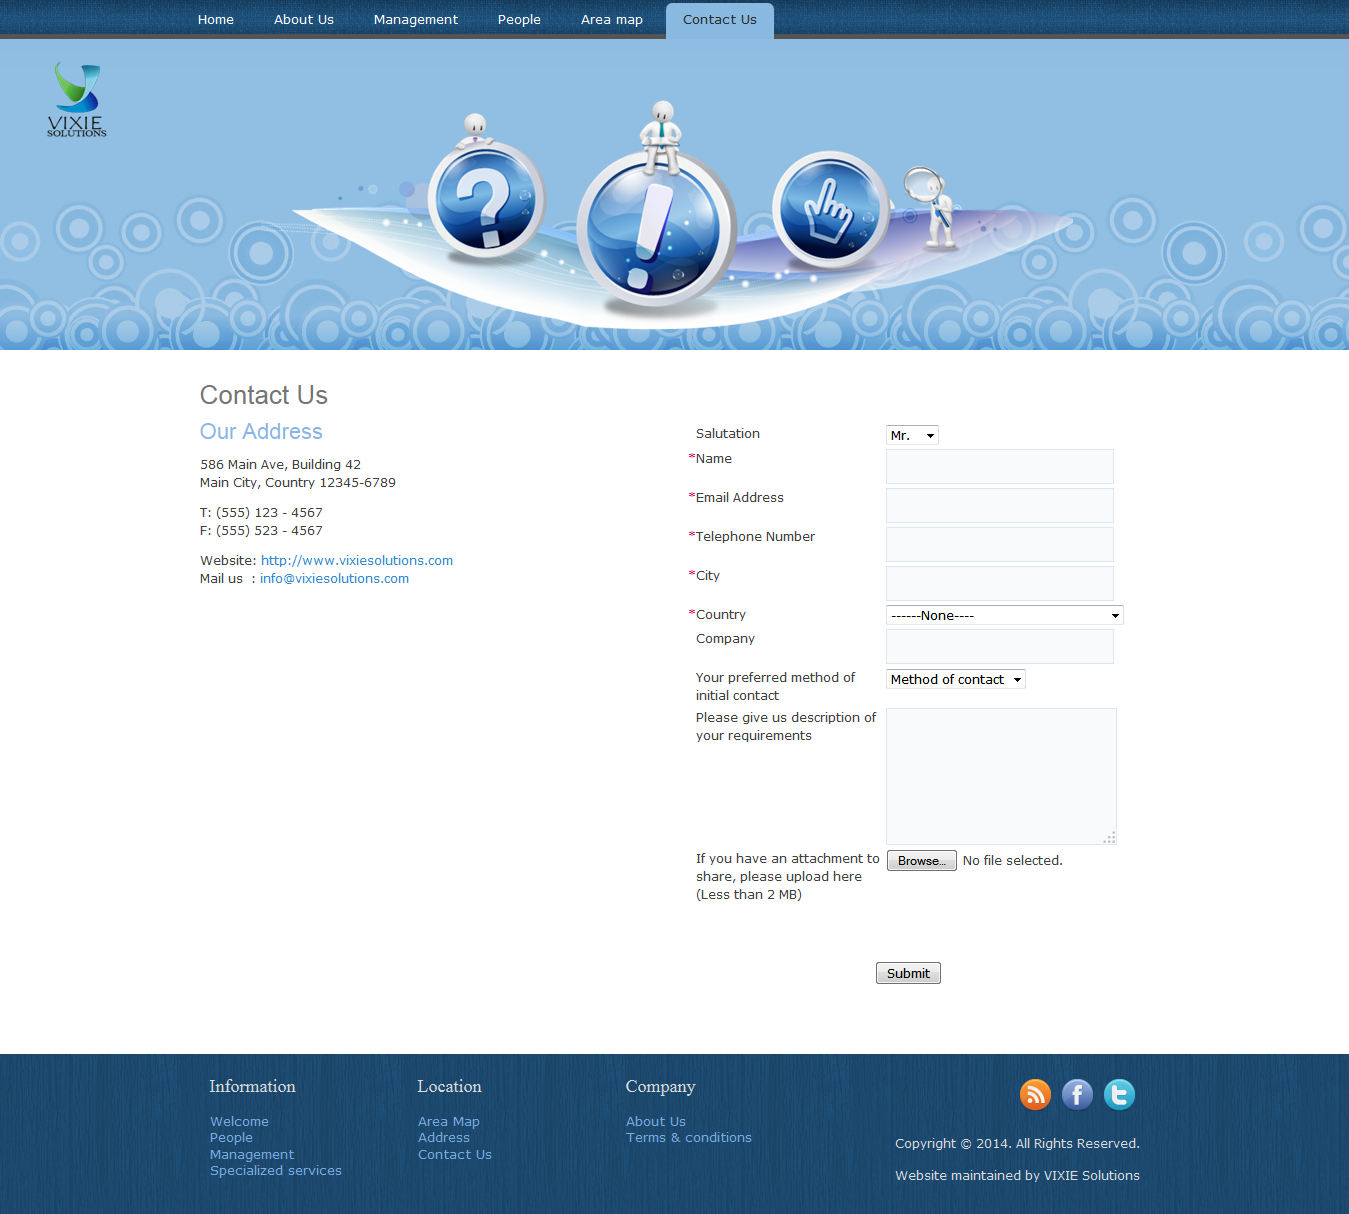 Home About Us Management People Area map Contact Us
VIXIE
SOLUTIONS
Contact Us
Our Address
586 Main Ave, Building 42
Main City, Country 12345-6789
T: (555) 123 - 4567
F: (555) 523 - 4567
Website: http://www.vixiesolutions.com
Mail us : info@vixiesolutions.com
Salutation Mr.
*Name
*Email Address
*Telephone Number
*City
*Country ------None----
Company
Your preferred method of
initial contact
Method of contact
Please give us description of
your requirements
If you have an attachment to
share, please upload here
(Less than 2 MB)
Browse... No file selected.
Submit
Information
Welcome
People
Management
Specialized services
Location
Area Map
Address
Contact Us
Company
About Us
Terms & conditions
Copyright © 2014. All Rights Reserved.
Website maintained by VIXIE Solutions